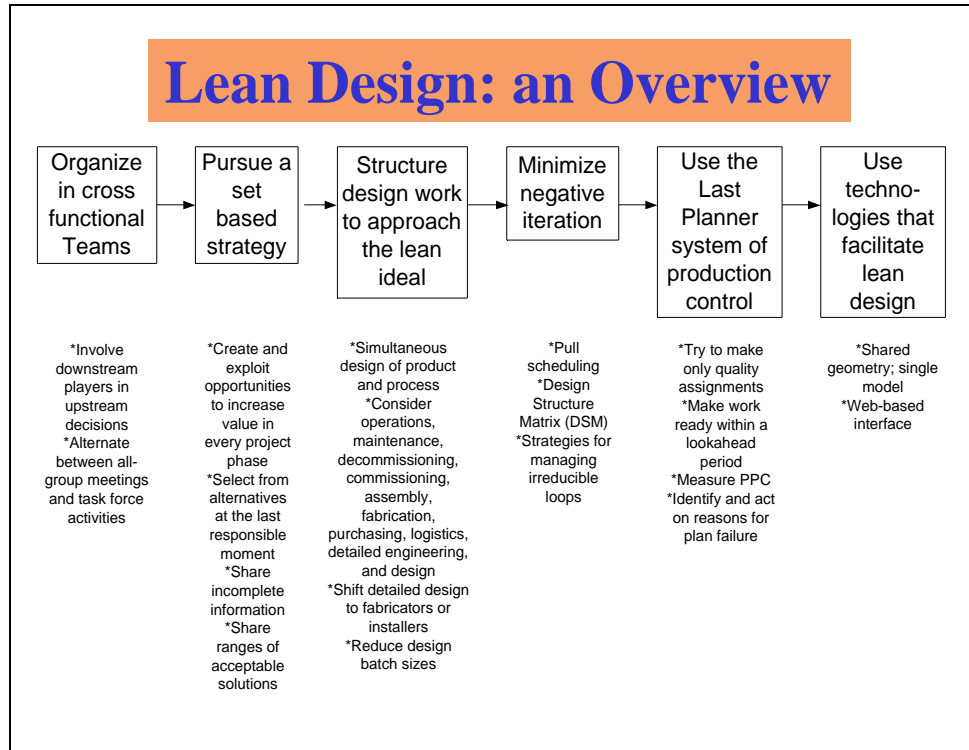 Lean Design: an Overview
Organize
in cross
functional
Teams
Pursue a
set
based
strategy
Structure
design work
to approach
the lean
ideal
Minimize
negative
iteration
Use the
Last
Planner
system of
production
control
Use
techno-
logies that
facilitate
lean
design
*Involve
downstream
players in
upstream
decisions
*Alternate
between all-
group meetings
and task force
activities
*Create and
exploit
opportunities
to increase
value in
every project
phase
*Select from
alternatives
at the last
responsible
moment
*Share
incomplete
information
*Share
ranges of
acceptable
solutions
*Simultaneous
design of product
and process
*Consider
operations,
maintenance,
decommissioning,
commissioning,
assembly,
fabrication,
purchasing, logistics,
detailed engineering,
and design
*Shift detailed design
to fabricators or
installers
*Reduce design
batch sizes
*Pull
scheduling
*Design
Structure
Matrix (DSM)
*Strategies for
managing
irreducible
loops
*Try to make
only quality
assignments
*Make work
ready within a
lookahead
period
*Measure PPC
*Identify and act
on reasons for
plan failure
*Shared
geometry; single
model
*Web-based
interface